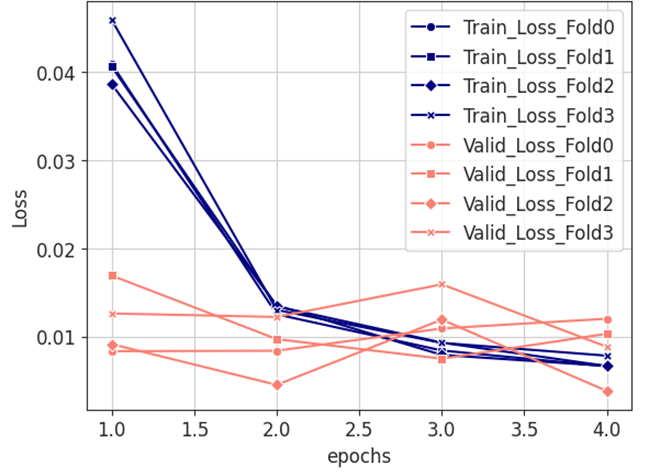 Train_Loss_Fold0
Train_Loss_Fold1
Train_Loss_Fold2
Train_Loss_Fold3
Valid_Loss_Fold0
Valid_Loss_Fold1
Valid_Loss_Fold2
Valid_Loss_Fold3
0.04
0.03
0.02
0.01
Loss
1.0 1.5 2.0 2.5 3.0 3.5 4.0
epochs